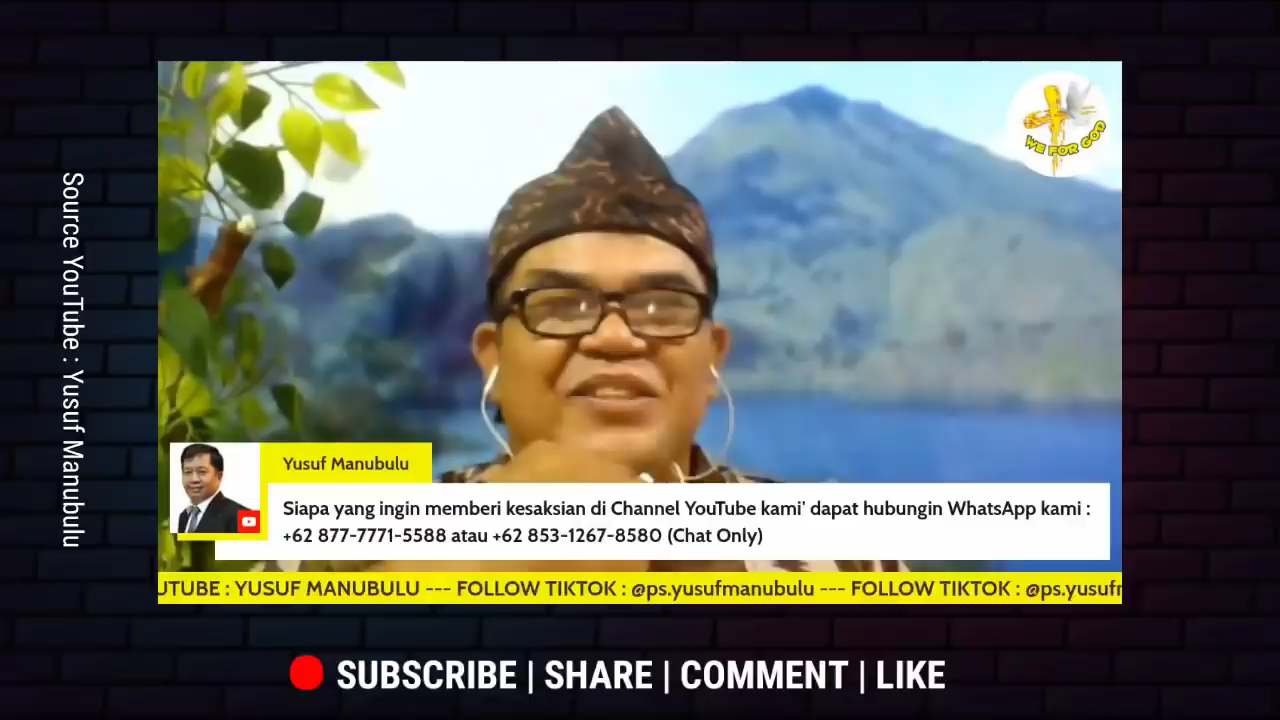 WE FOR GOD
Source YouTube : Yusuf Manubulu
Yusuf Manubulu
Siapa yang ingin memberi kesaksian di Channel YouTube kami' dapat hubungin WhatsApp kami :
+62 877-7771-5588 atau +62 853-1267-8580 (Chat Only)
UTUBE : YUSUF MANUBULU --- FOLLOW TIKTOK : @ps.yusufmanubulu --- FOLLOW TIKTOK : @ps.yusufr
SUBSCRIBE | SHARE | COMMENT | LIKE